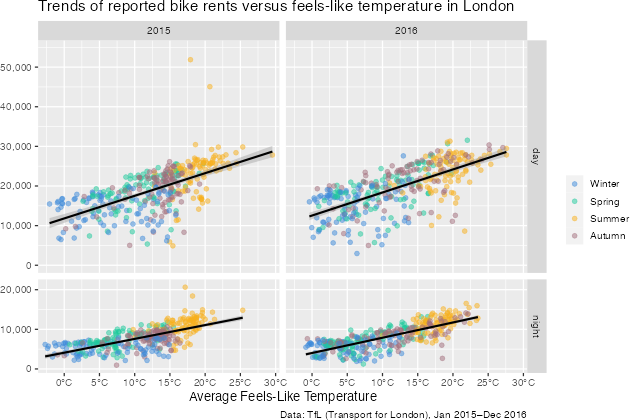 Trends of reported bike rents versus feels-like temperature in London
2015
2016
50,000
40,000
30,000
20,000
10,000
0
day
20,000
10,000
0
night
0°C
5°C
10°C
15°C
20°C
25°C
30°C
0°C
5°C
10°C
15°C
20°C
25°C
30°C
Average Feels-Like Temperature
Winter
Spring
Summer
Autumn
Data: TfL (Transport for London), Jan 2015–Dec 2016